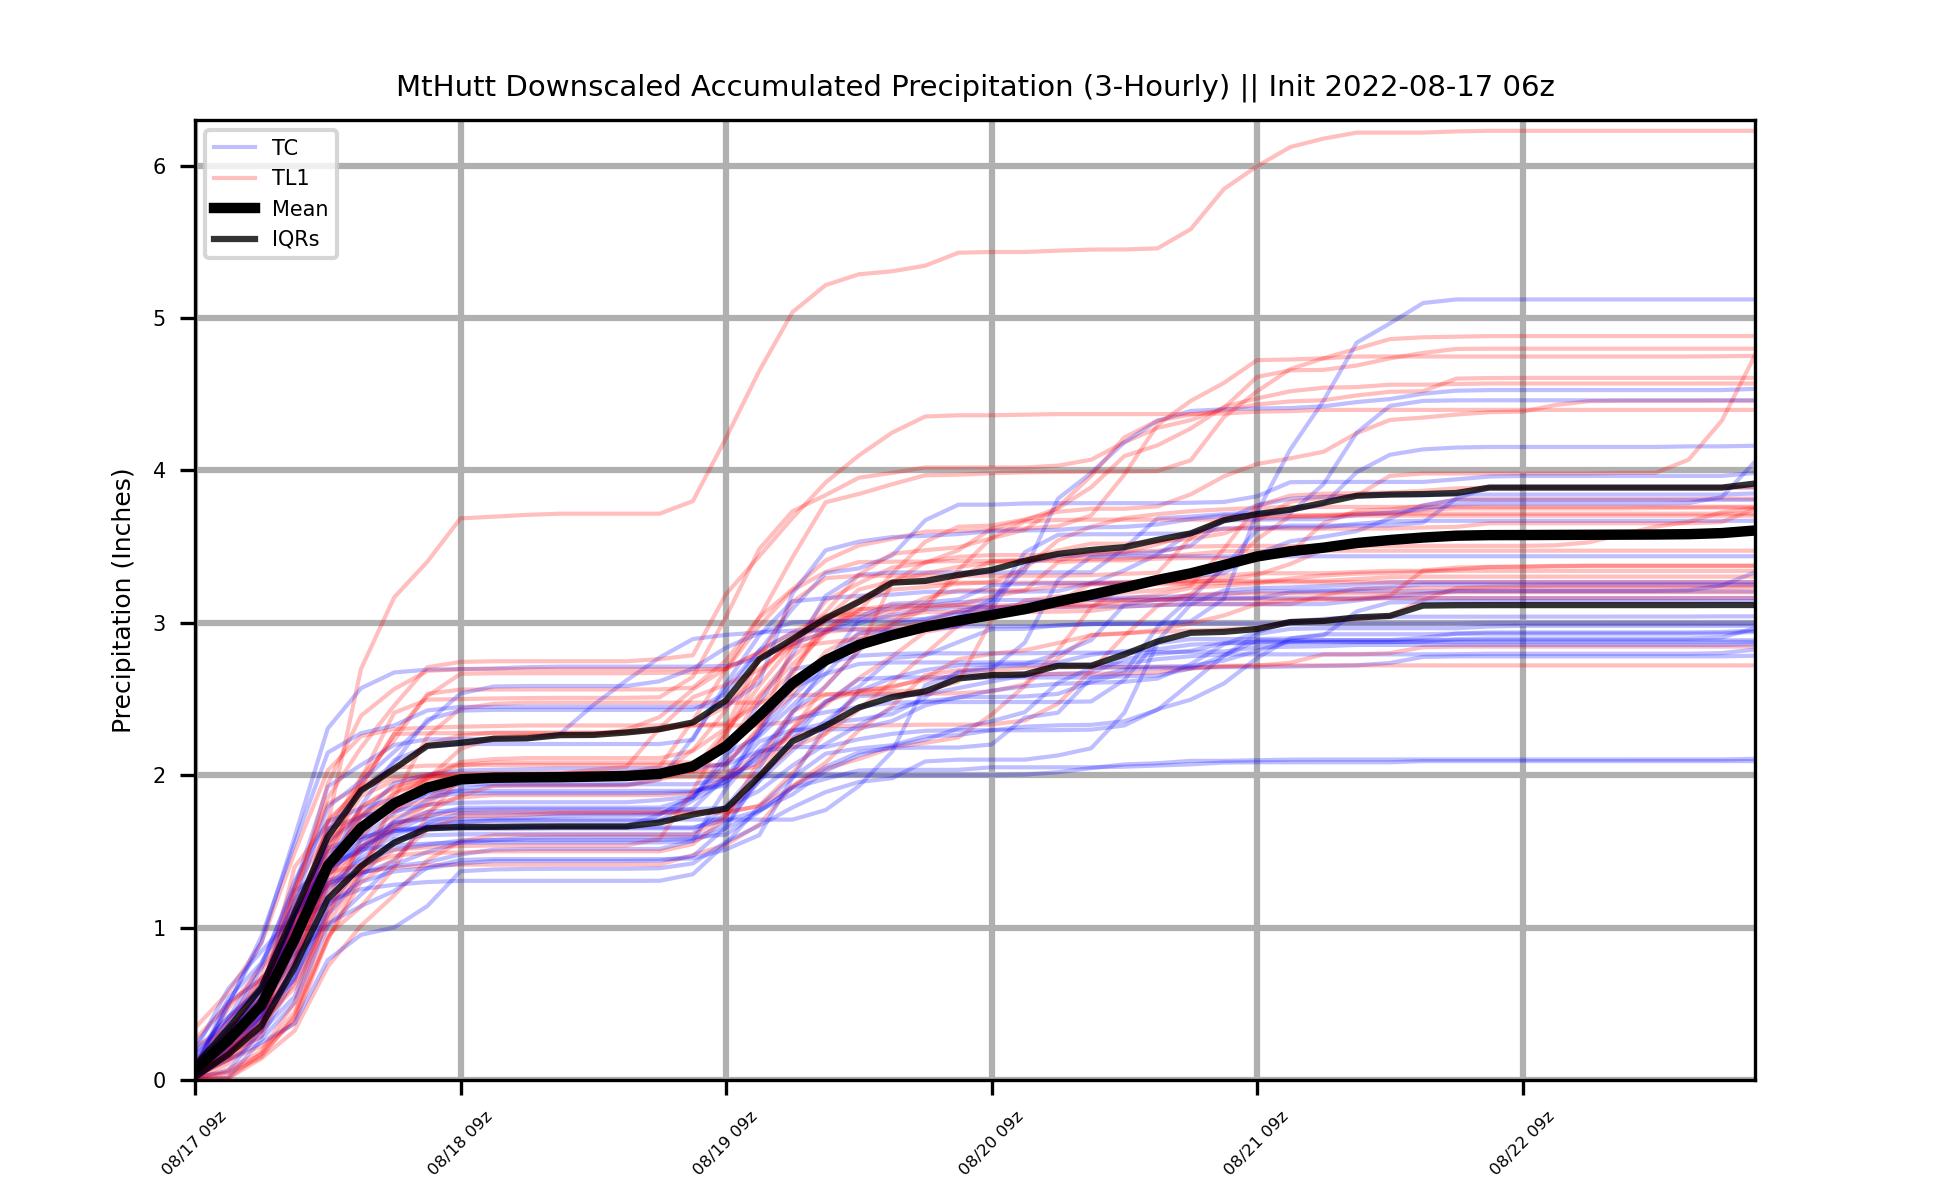 MtHutt Downscaled Accumulated Precipitation (3-Hourly) || Init 2022-08-17 06z
TC
TL1
Mean
IQRs
Precipitation (Inches)
6
5
4
3
2
1
0
08/17 09z
08/18 09z
08/19 09z
08/20 09z
08/21 09z
08/22 09z